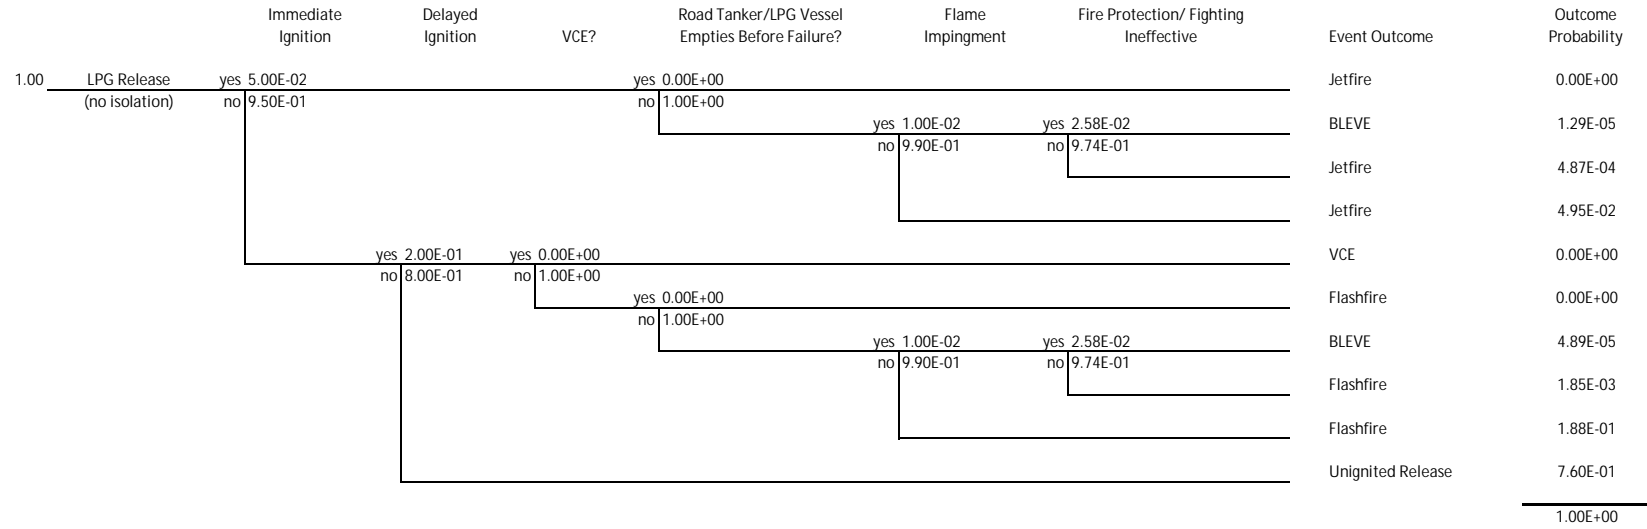 Immediate Delayed Road Tanker/LPG Vessel Flame Fire Protection/ Fighting Outcome
Ignition Ignition VCE? Empties Before Failure? Impingment Ineffective Event Outcome Probability
1.00 LPG Release yes 5.00E-02 yes 0.00E+00 Jetfire 0.00E+00
(no isolation) no 9.50E-01 no 1.00E+00
yes 1.00E-02 yes 2.58E-02 BLEVE 1.29E-05
no 9.90E-01 no 9.74E-01
Jetfire 4.87E-04
Jetfire 4.95E-02
yes 2.00E-01 yes 0.00E+00 VCE 0.00E+00
no 8.00E-01 no 1.00E+00
yes 0.00E+00 Flashfire 0.00E+00
no 1.00E+00
yes 1.00E-02 yes 2.58E-02 BLEVE 4.89E-05
no 9.90E-01 no 9.74E-01
Flashfire 1.85E-03
Flashfire 1.88E-01
Unignited Release 7.60E-01
1.00E+00